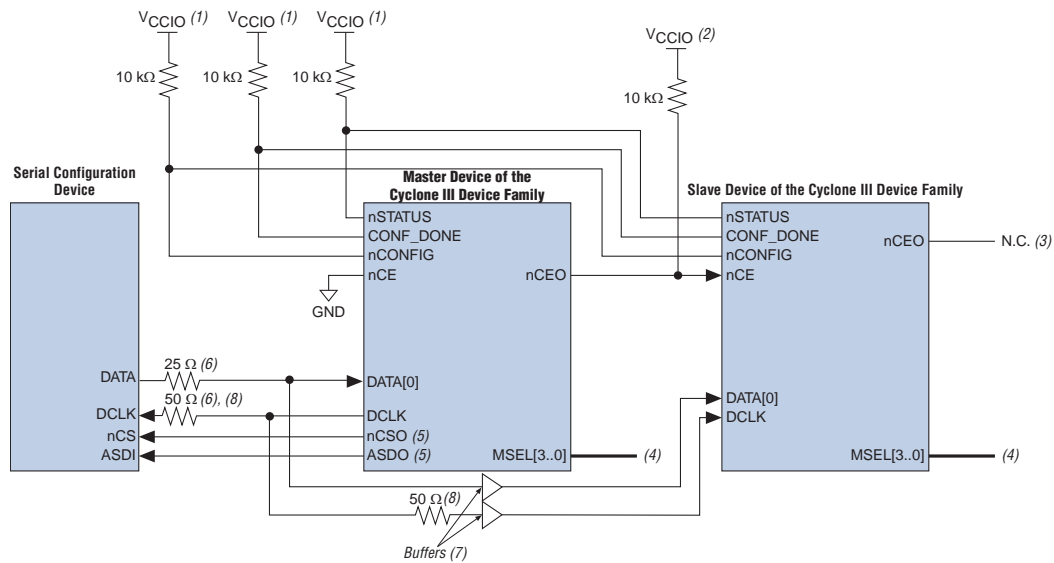 VCCIO (1)
VCCIO (1)
VCCIO (1)
VCCIO (2)
10 kΩ
10 kΩ
10 kΩ
10 kΩ
Serial Configuration
Device
Master Device of the
Cyclone III Device Family
Slave Device of the Cyclone III Device Family
nSTATUS
CONF_DONE
nCONFIG
nCE
nCEO
GND
nSTATUS
CONF_DONE
nCONFIG
nCE
nCEO
N.C. (3)
DATA
25 Ω (6)
DATA[0]
DCLK
50 Ω (6), (8)
DCLK
nCS
nCSO (5)
ASDI
ASDO (5)
MSEL[3..0]
(4)
DATA[0]
DCLK
MSEL[3..0]
(4)
50 Ω (8)
Buffers (7)